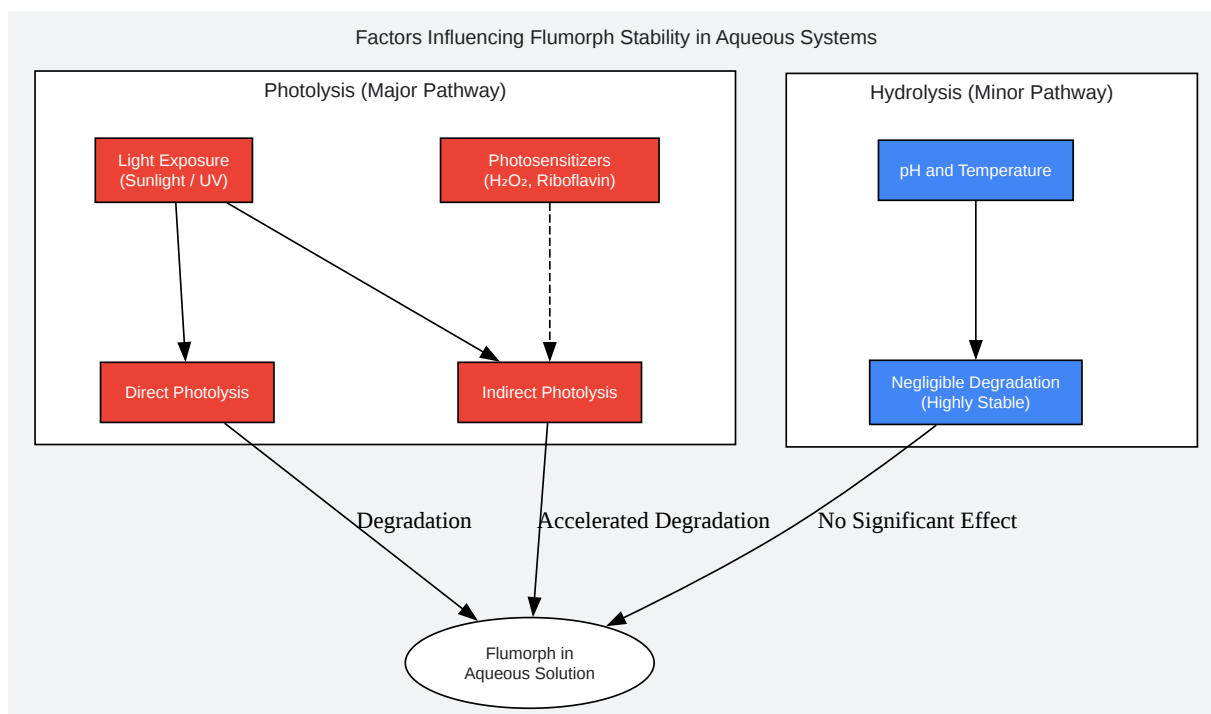 Factors Influencing Flumorph Stability in Aqueous Systems
Photolysis (Major Pathway)
Light Exposure
(Sunlight / UV)
Photosensitizers
(H₂O₂, Riboflavin)
Direct Photolysis
Indirect Photolysis
Hydrolysis (Minor Pathway)
pH and Temperature
Negligible Degradation
(Highly Stable)
Degradation
Accelerated Degradation
No Significant Effect
Flumorph in
Aqueous Solution